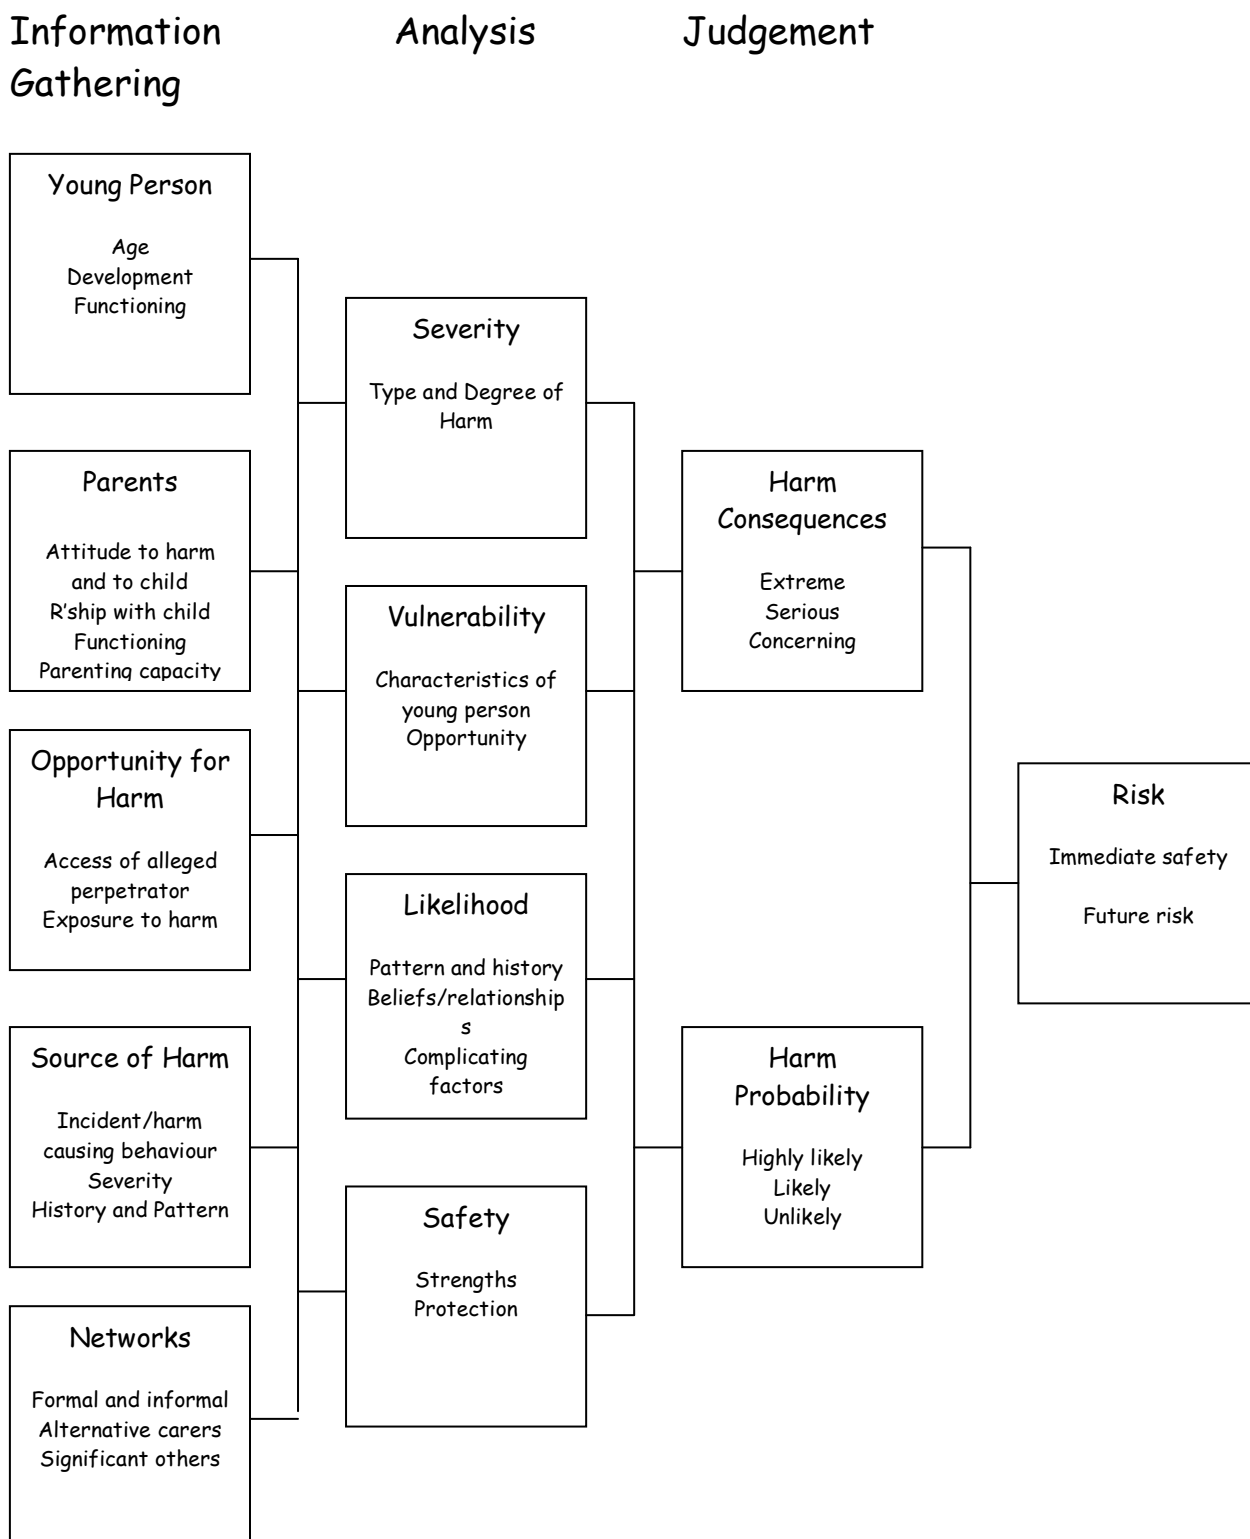 Information
Gathering
Analysis
Judgement
Young Person
Age
Development
Functioning
Parents
Attitude to harm
and to child
R'ship with child
Functioning
Parenting capacity
Opportunity for
Harm
Access of alleged
perpetrator
Exposure to harm
Source of Harm
Incident/harm
causing behaviour
Severity
History and Pattern
Networks
Formal and informal
Alternative carers
Significant others
Severity
Type and Degree of
Harm
Vulnerability
Characteristics of
young person
Opportunity
Likelihood
Pattern and history
Beliefs/relationship
s
Complicating
factors
Safety
Strengths
Protection
Harm
Consequences
Extreme
Serious
Concerning
Harm
Probability
Highly likely
Likely
Unlikely
Risk
Immediate safety
Future risk